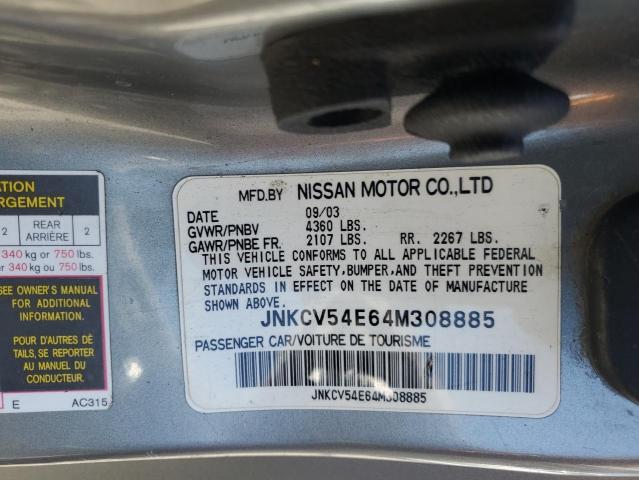 ATION
RGEMENT
2
REAR
ARRIÈRE
2
340 kg or 750 lbs.
er 340 kg ou 750 lbs.
SEE OWNER'S MANUAL
FOR ADDITIONAL
INFORMATION.
POUR D'AUTRES DÉ
TAILS, SE REPORTER
AU MANUEL DU
CONDUCTEUR.
E
AC315
MFD.BY NISSAN MOTOR CO.,LTD
DATE 09/03
GVWR/PNBV 4360 LBS.
GAWR/PNBE FR. 2107 LBS. RR. 2267 LBS.
THIS VEHICLE CONFORMS TO ALL APPLICABLE FEDERAL
MOTOR VEHICLE SAFETY,BUMPER,AND THEFT PREVENTION
STANDARDS IN EFFECT ON THE DATE OF MANUFACTURE
SHOWN ABOVE.
JNKCV54E64M308885
PASSENGER CAR/VOITURE DE TOURISME
JNKCV54E64M308885